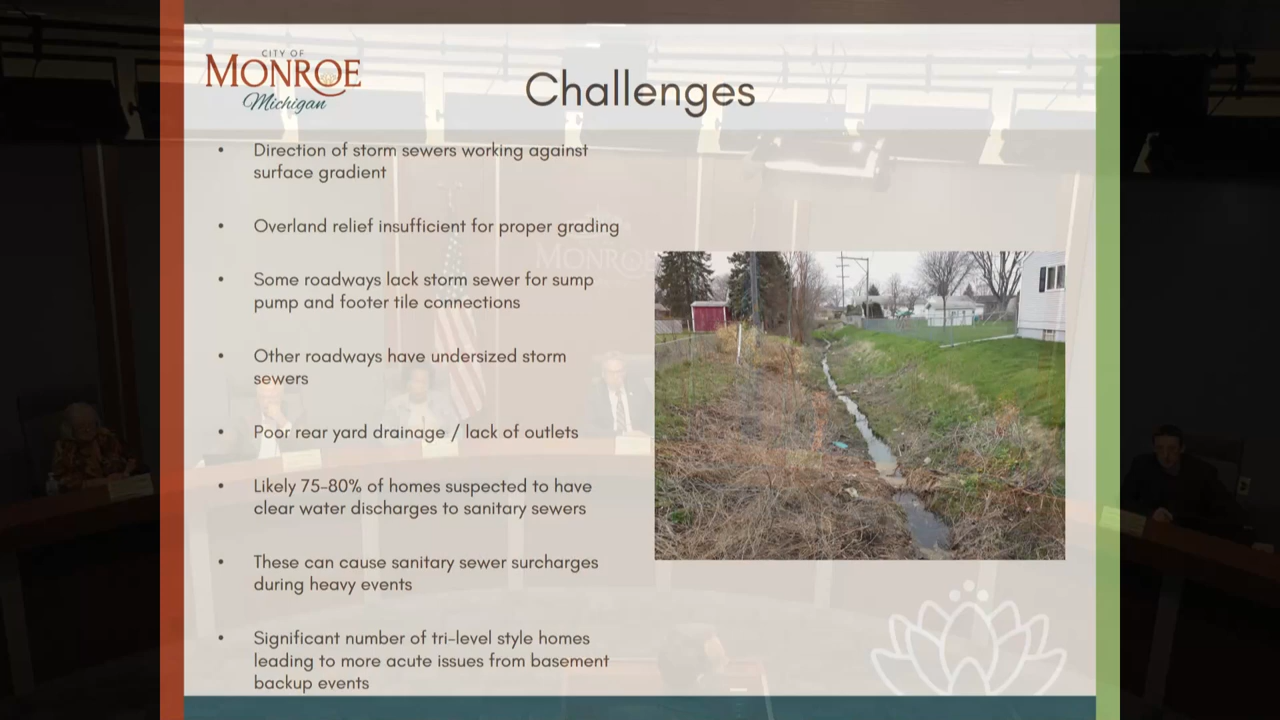 CITY OF
MONROE
Michigan
Challenges
• Direction of storm sewers working against
surface gradient
• Overland relief insufficient for proper grading
MONROE
• Some roadways lack storm sewer for sump
pump and footer tile connections
• Other roadways have undersized storm
sewers
• Poor rear yard drainage / lack of outlets
• Likely 75-80% of homes suspected to have
clear water discharges to sanitary sewers
• These can cause sanitary sewer surcharges
during heavy events
• Significant number of tri-level style homes
leading to more acute issues from basement
backup events